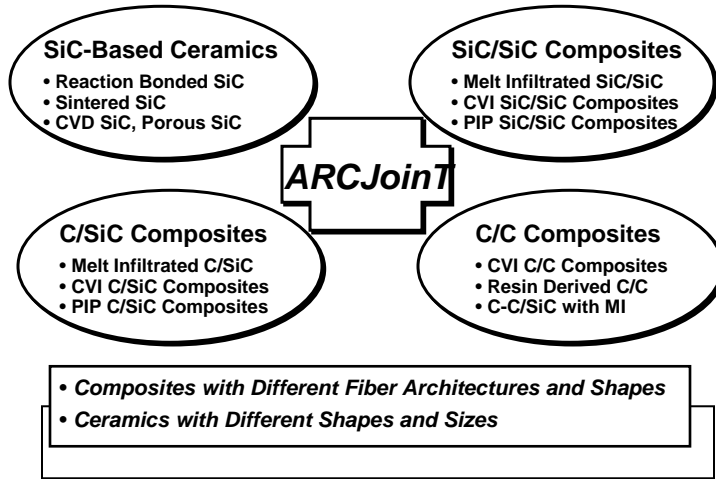 SiC-Based Ceramics
• Reaction Bonded SiC
• Sintered SiC
• CVD SiC, Porous SiC
SiC/SiC Composites
• Melt Infiltrated SiC/SiC
• CVI SiC/SiC Composites
• PIP SiC/SiC Composites
ARCJoinT
C/SiC Composites
• Melt Infiltrated C/SiC
• CVI C/SiC Composites
• PIP C/SiC Composites
C/C Composites
• CVI C/C Composites
• Resin Derived C/C
• C-C/SiC with MI
• Composites with Different Fiber Architectures and Shapes
• Ceramics with Different Shapes and Sizes